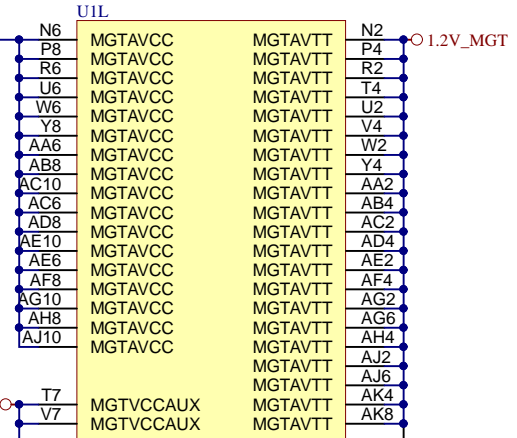 U1L
N6 MGTAVCC MGTAVTT N2 1.2V_MGT
P8 MGTAVCC MGTAVTT P4
R6 MGTAVCC MGTAVTT R2
U6 MGTAVCC MGTAVTT T4
W6 MGTAVCC MGTAVTT U2
Y8 MGTAVCC MGTAVTT V4
AA6 MGTAVCC MGTAVTT W2
AB8 MGTAVCC MGTAVTT Y4
AC10 MGTAVCC MGTAVTT AA2
AC6 MGTAVCC MGTAVTT AB4
AD8 MGTAVCC MGTAVTT AC2
AE10 MGTAVCC MGTAVTT AD4
AE6 MGTAVCC MGTAVTT AE2
AF8 MGTAVCC MGTAVTT AF4
AG10 MGTAVCC MGTAVTT AG2
AH8 MGTAVCC MGTAVTT AG6
AJ10 MGTAVCC MGTAVTT AH4
MGTAVTT AJ2
MGTAVTT AJ6
T7 MGTVCCAUX MGTAVTT AK4
V7 MGTVCCAUX MGTAVTT AK8